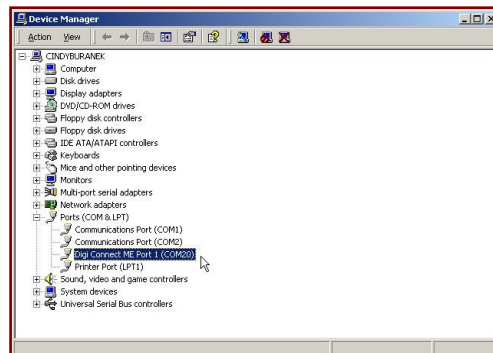 Device Manager
Action View
CINDYBURANEK
Computer
Disk drives
Display adapters
DVD/CD-ROM drives
Floppy disk controllers
Floppy disk drives
IDE ATA/ATAPI controllers
Keyboards
Mice and other pointing devices
Monitors
Multi-port serial adapters
Network adapters
Ports (COM & LPT)
Communications Port (COM1)
Communications Port (COM2)
Digi Connect ME Port 1 (COM20)
Printer Port (LPT1)
Sound, video and game controllers
System devices
Universal Serial Bus controllers